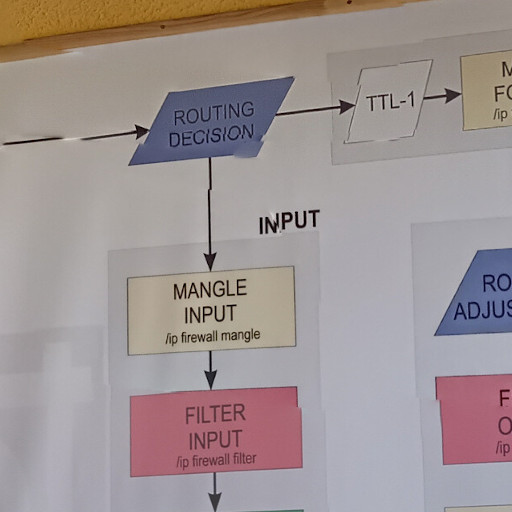 ROUTING
DECISION
TTL-1
M
FO
/ip
INPUT
MANGLE
INPUT
/ip firewall mangle
RO
ADJUS
FILTER
INPUT
/ip firewall filter
F
O
/ip